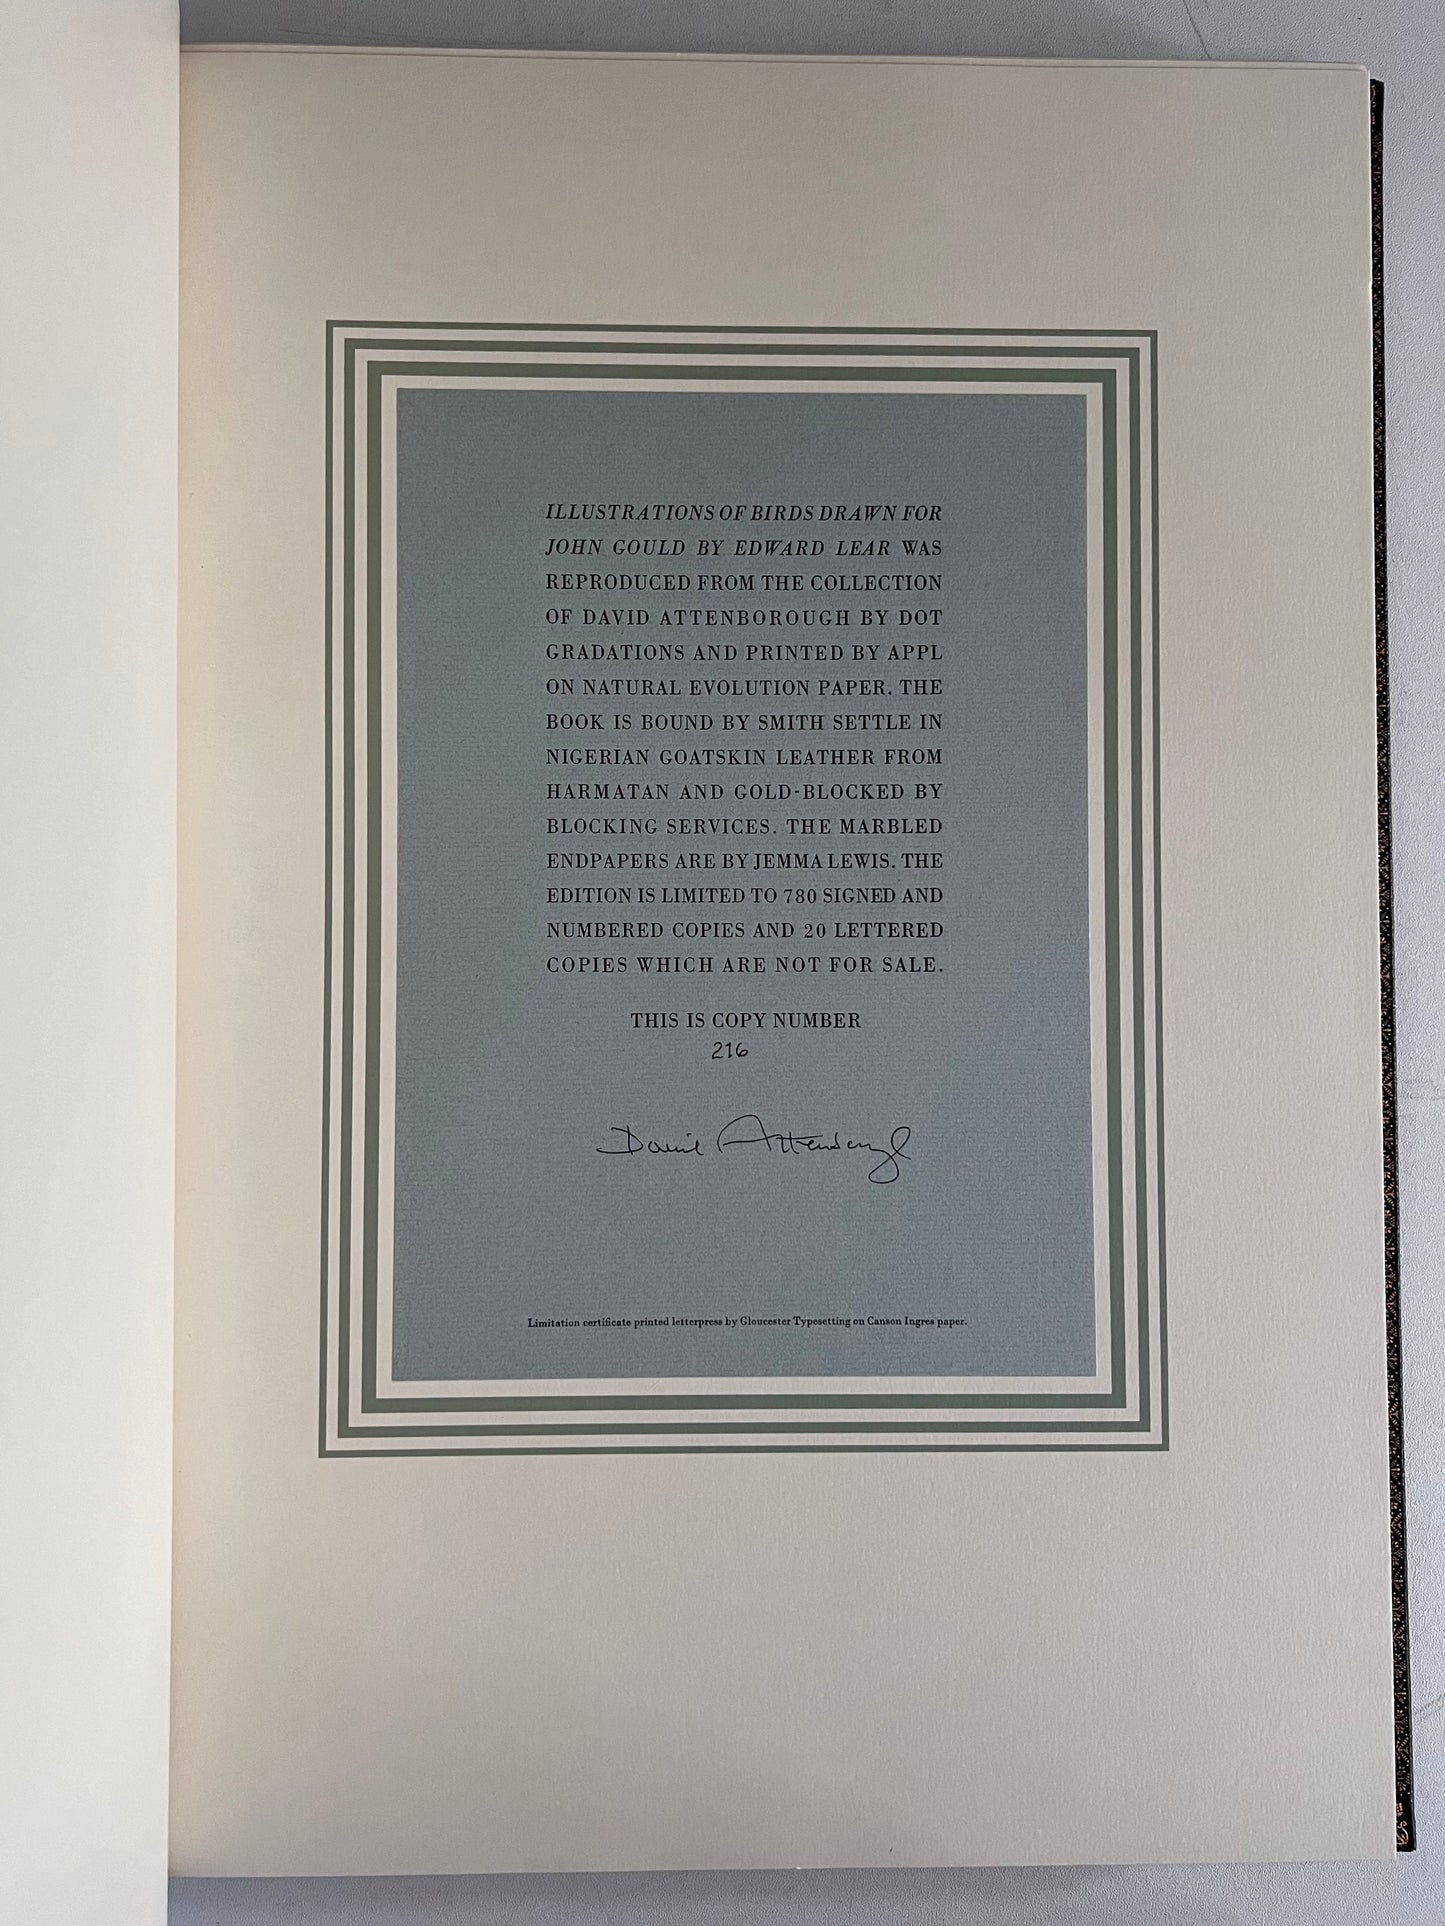 ILLUSTRATIONS OF BIRDS DRAWN FOR
JOHN GOULD BY EDWARD LEAR WAS
REPRODUCED FROM THE COLLECTION
OF DAVID ATTENBOROUGH BY DOT
GRADATIONS AND PRINTED BY APPL
ON NATURAL EVOLUTION PAPER. THE
BOOK IS BOUND BY SMITH SETTLE IN
NIGERIAN GOATSKIN LEATHER FROM
HARMATAN AND GOLD-BLOCKED BY
BLOCKING SERVICES. THE MARBLED
ENDPAPERS ARE BY JEMMA LEWIS. THE
EDITION IS LIMITED TO 780 SIGNED AND
NUMBERED COPIES AND 20 LETTERED
COPIES WHICH ARE NOT FOR SALE.
THIS IS COPY NUMBER
216
David Attenborough
Limitation certificate printed letterpress by Gloucester Typesetting on Canson Ingres paper.